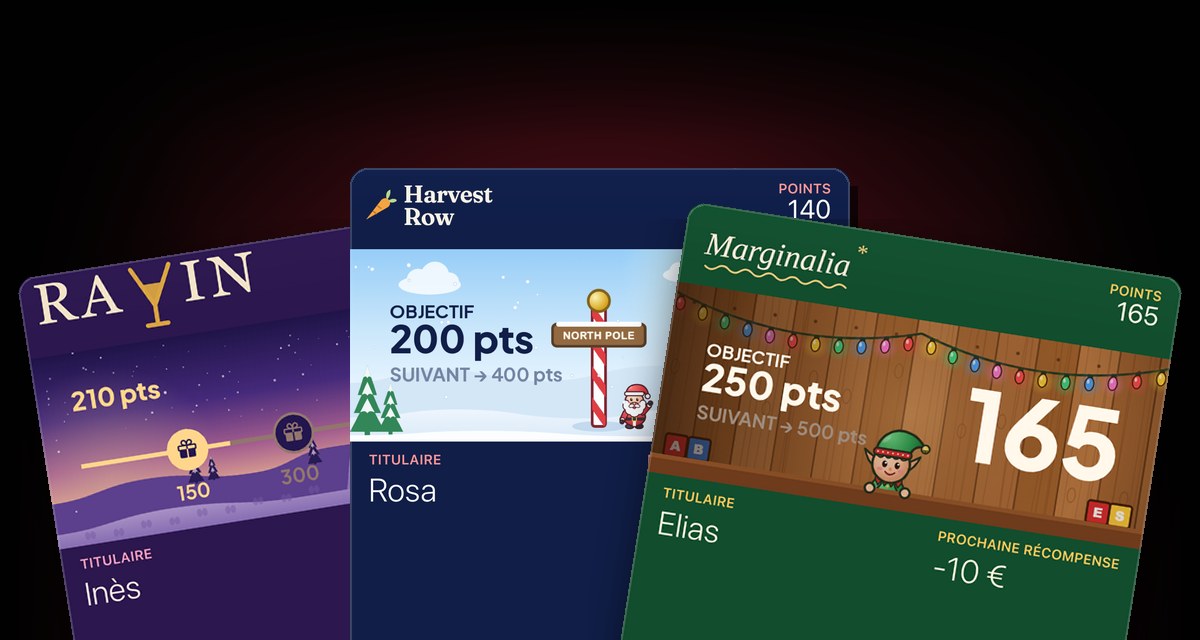 RAYIN
210 pts
150
300
TITULAIRE
Inès
Harvest
Row
POINTS
140
OBJECTIF
200 pts
SUIVANT → 400 pts
NORTH POLE
TITULAIRE
Rosa
Marginalia *
POINTS
165
OBJECTIF
250 pts
SUIVANT → 500 pts
165
A B
E S
TITULAIRE
Elias
PROCHAINE RÉCOMPENSE
-10 €